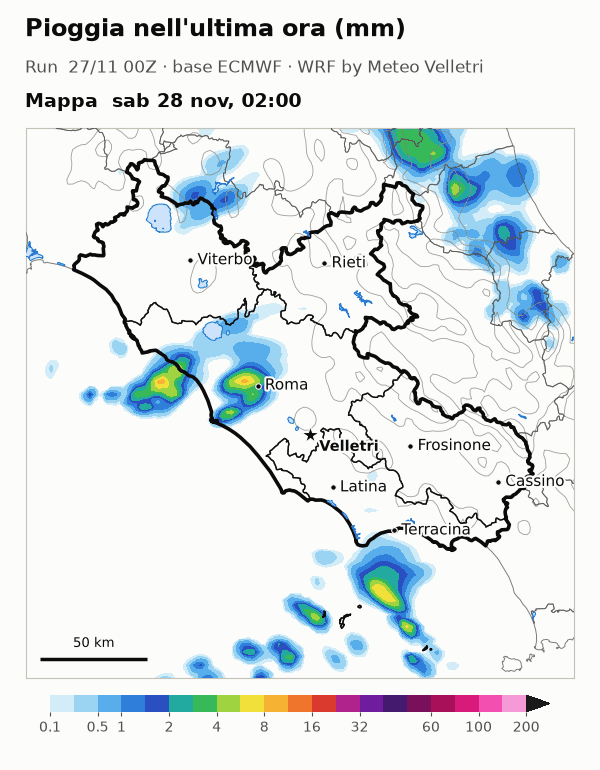 Pioggia nell'ultima ora (mm)
Run  27/11 00Z · base ECMWF · WRF by Meteo Velletri
Mappa  sab 28 nov, 02:00
Viterbo
Rieti
Roma
Velletri
Frosinone
Latina
Cassino
Terracina
50 km
0.1 0.5 1 2 4 8 16 32 60 100 200